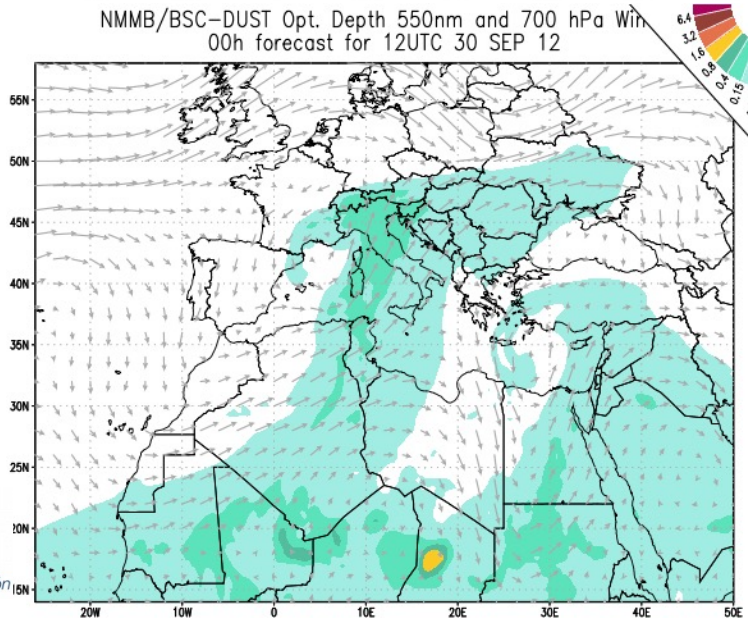 NMMB/BSC-DUST Opt. Depth 550nm and 700 hPa
00h forecast for 12UTC 30 SEP 12
6.4
3.2
1.6
0.8
0.4
0.15
55N
50N
45N
40N
35N
30N
25N
20N
15N
20W
10W
0
10E
20E
30E
40E
50E